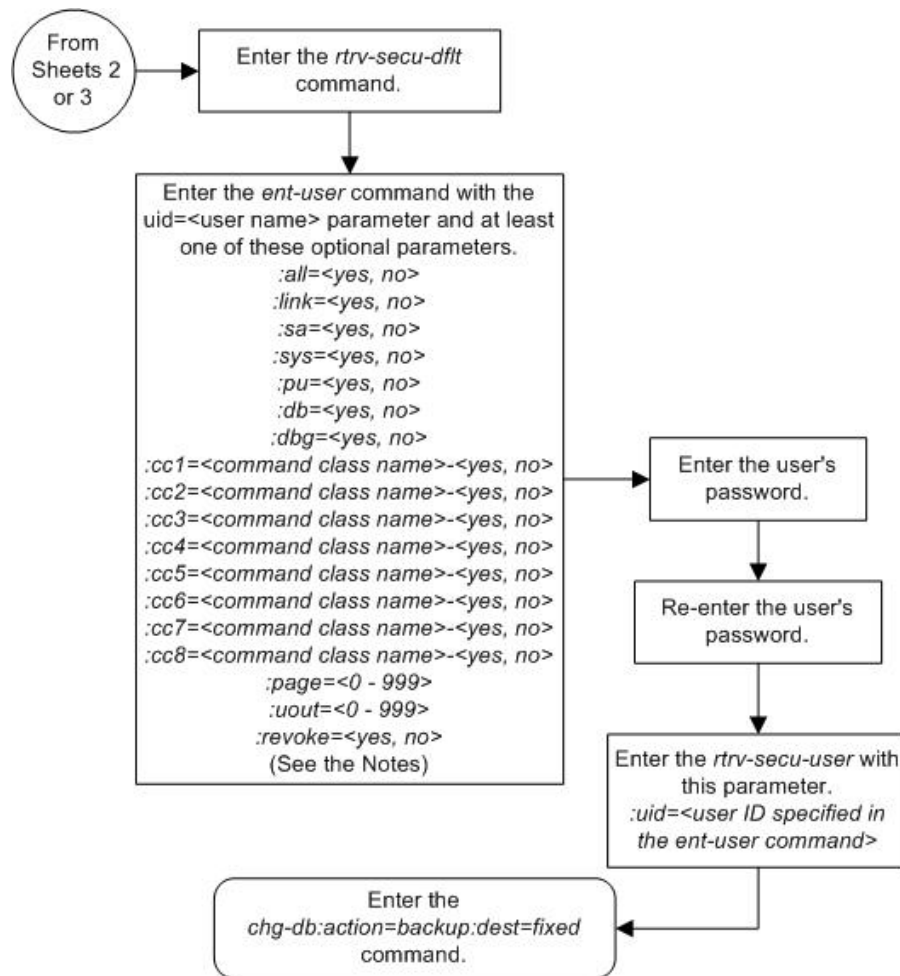 From
Sheets 2
or 3
Enter the rtrv-secu-dflt
command.
Enter the ent-user command with the
uid=<user name> parameter and at least
one of these optional parameters.
:all=<yes, no>
:link=<yes, no>
:sa=<yes, no>
:sys=<yes, no>
:pu=<yes, no>
:db=<yes, no>
:dbg=<yes, no>
:cc1=<command class name>-<yes, no>
:cc2=<command class name>-<yes, no>
:cc3=<command class name>-<yes, no>
:cc4=<command class name>-<yes, no>
:cc5=<command class name>-<yes, no>
:cc6=<command class name>-<yes, no>
:cc7=<command class name>-<yes, no>
:cc8=<command class name>-<yes, no>
:page=<0 - 999>
:uout=<0 - 999>
:revoke=<yes, no>
(See the Notes)
Enter the user's
password.
Re-enter the user's
password.
Enter the rtrv-secu-user with
this parameter.
:uid=<user ID specified in
the ent-user command>
Enter the
chg-db:action=backup:dest=fixed
command.